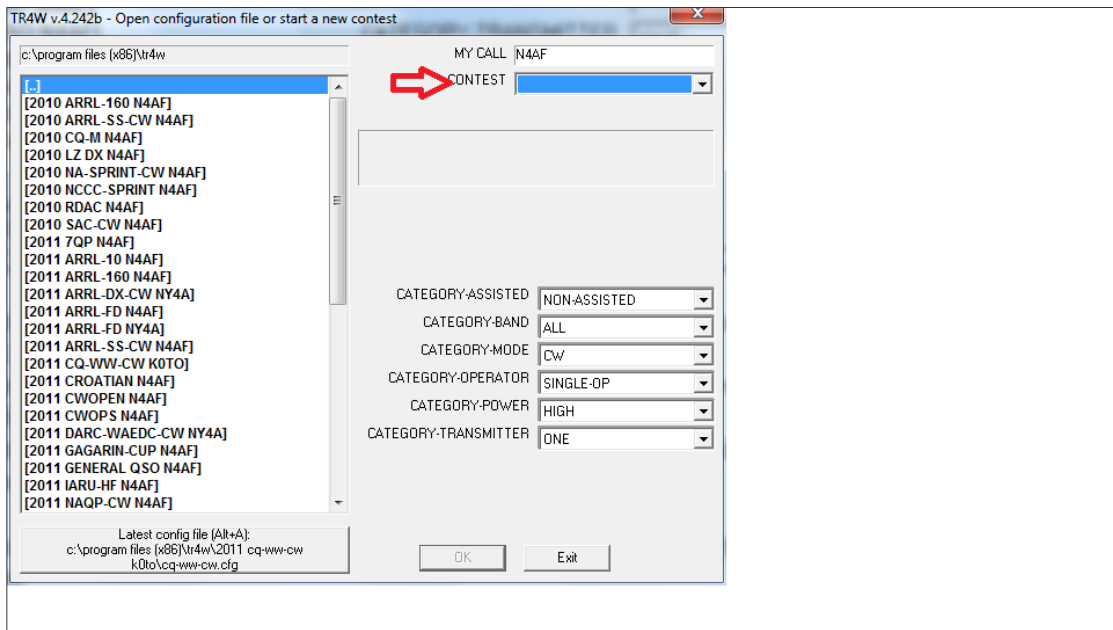 TR4W v.4.242b - Open configuration file or start a new contest
c:\program files (x86)\tr4w
[..]
[2010 ARRL-160 N4AF]
[2010 ARRL-SS-CW N4AF]
[2010 CQ-M N4AF]
[2010 LZ DX N4AF]
[2010 NA-SPRINT-CW N4AF]
[2010 NCCC-SPRINT N4AF]
[2010 RDAC N4AF]
[2010 SAC-CW N4AF]
[2011 7QP N4AF]
[2011 ARRL-10 N4AF]
[2011 ARRL-160 N4AF]
[2011 ARRL-DX-CW NY4A]
[2011 ARRL-FD N4AF]
[2011 ARRL-FD NY4A]
[2011 ARRL-SS-CW N4AF]
[2011 CQ-WW-CW K0TO]
[2011 CROATIAN N4AF]
[2011 CWOPEN N4AF]
[2011 CWOPS N4AF]
[2011 DARC-WAEDC-CW NY4A]
[2011 GAGARIN-CUP N4AF]
[2011 GENERAL QSO N4AF]
[2011 IARU-HF N4AF]
[2011 NAQP-CW N4AF]
Latest config file (Alt+A):
c:\program files (x86)\tr4w\2011 cq-ww-cw
k0to\cq-ww-cw.cfg
MY CALL N4AF
CONTEST
CATEGORY-ASSISTED NON-ASSISTED
CATEGORY-BAND ALL
CATEGORY-MODE CW
CATEGORY-OPERATOR SINGLE-OP
CATEGORY-POWER HIGH
CATEGORY-TRANSMITTER ONE
OK Exit